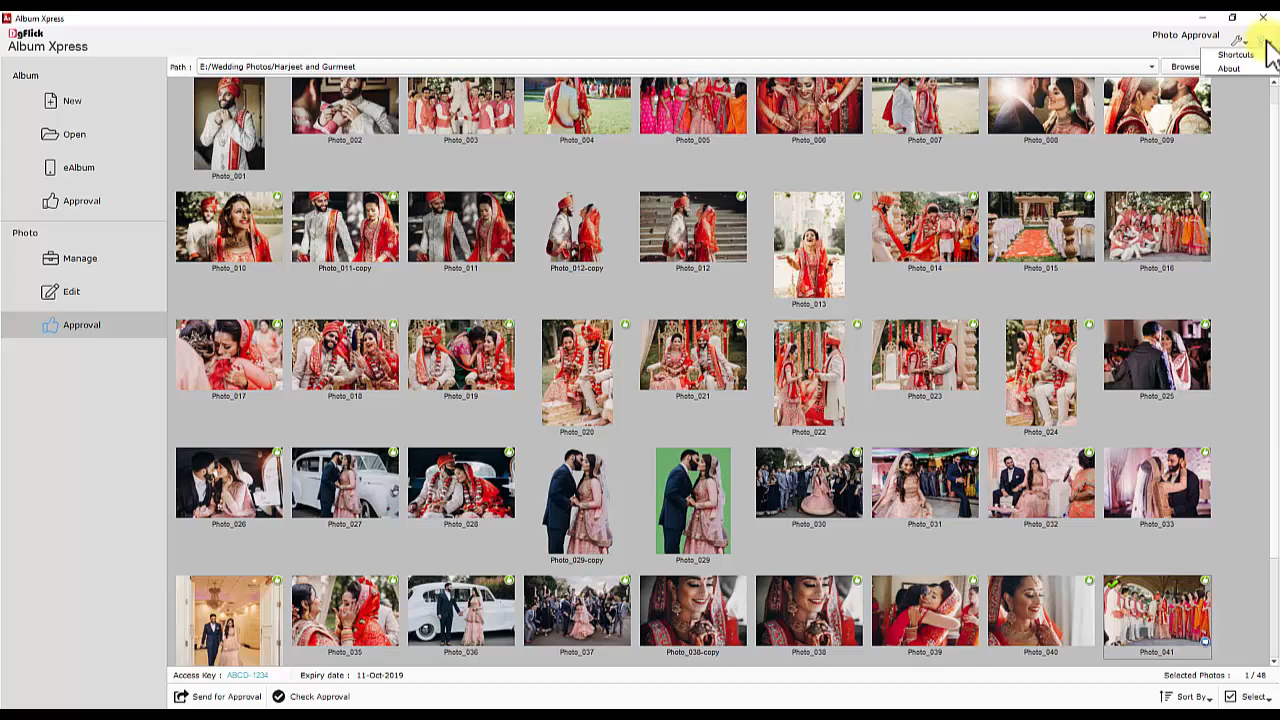 Album Xpress
DgFlick
Album Xpress
Photo Approval
Shortcuts
About
Path : E:/Wedding Photos/Harjeet and Gurmeet Browse
Album
New
Open
eAlbum
Approval
Photo
Manage
Edit
Approval
Photo_001 Photo_002 Photo_003 Photo_004 Photo_005 Photo_006 Photo_007 Photo_008 Photo_009
Photo_010 Photo_011-copy Photo_011 Photo_012-copy Photo_012 Photo_013 Photo_014 Photo_015 Photo_016
Photo_017 Photo_018 Photo_019 Photo_020 Photo_021 Photo_022 Photo_023 Photo_024 Photo_025
Photo_026 Photo_027 Photo_028 Photo_029-copy Photo_029 Photo_030 Photo_031 Photo_032 Photo_033
Photo_035 Photo_036 Photo_037 Photo_038-copy Photo_038 Photo_039 Photo_040 Photo_041
Access Key : ABCD-1234 Expiry date : 11-Oct-2019 Selected Photos : 1 / 48
Send for Approval Check Approval Sort By Select